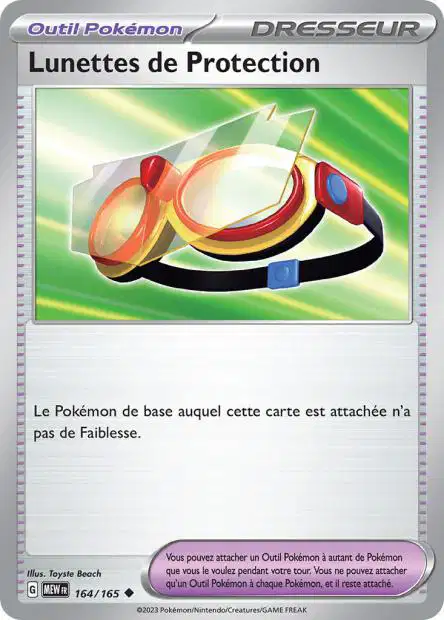 Outil Pokémon
DRESSEUR
Lunettes de Protection
Le Pokémon de base auquel cette carte est attachée n'a
pas de Faiblesse.
Vous pouvez attacher un Outil Pokémon à autant de Pokémon
que vous le voulez pendant votre tour. Vous ne pouvez attacher
qu'un Outil Pokémon à chaque Pokémon, et il reste attaché.
Illus. Toyste Beach
G MEW FR 164/165
©2023 Pokémon/Nintendo/Creatures/GAME FREAK